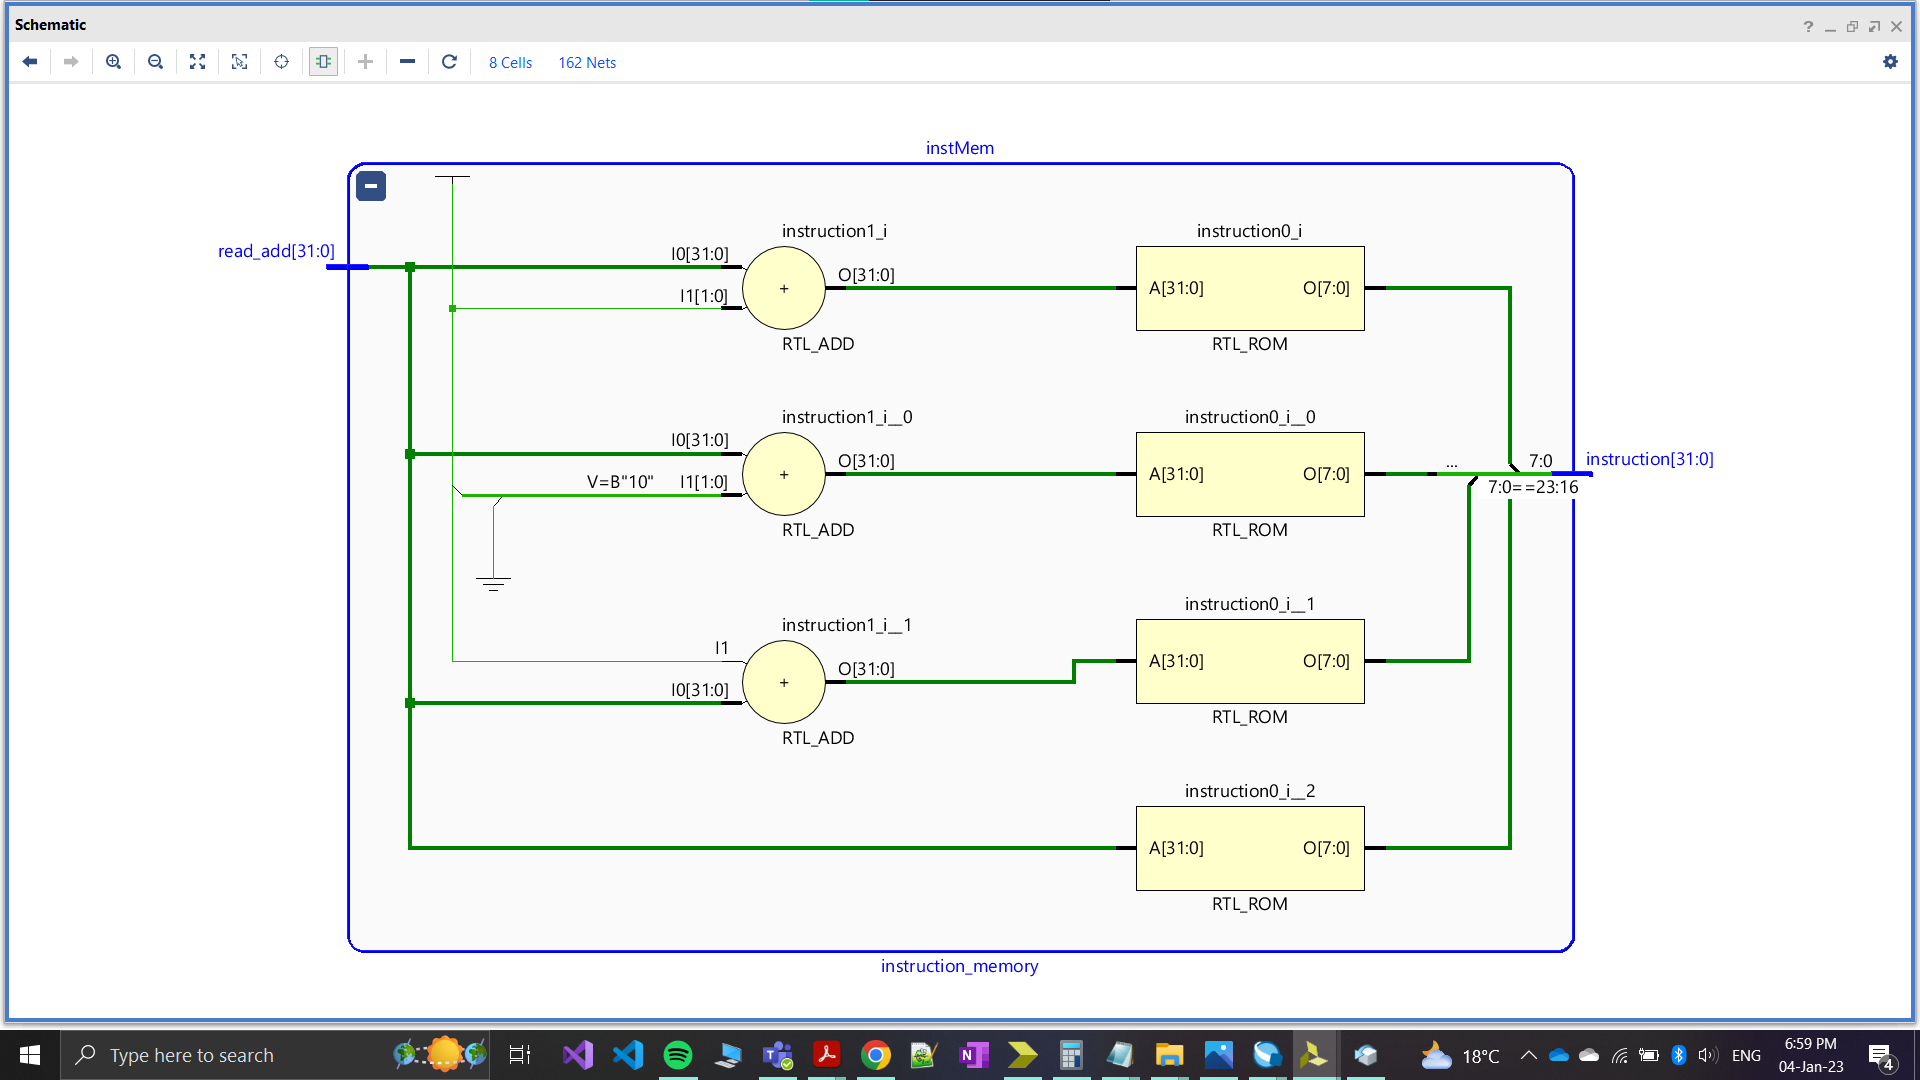 Schematic
?
8 Cells 162 Nets
instMem
read_add[31:0]
instruction1_i
I0[31:0]
I1[1:0]
+
O[31:0]
RTL_ADD
instruction0_i
A[31:0] O[7:0]
RTL_ROM
instruction1_i__0
I0[31:0]
V=B"10" I1[1:0]
+
O[31:0]
RTL_ADD
instruction0_i__0
A[31:0] O[7:0]
RTL_ROM
...
7:0
7:0==23:16
instruction[31:0]
instruction1_i__1
I1
I0[31:0]
+
O[31:0]
RTL_ADD
instruction0_i__1
A[31:0] O[7:0]
RTL_ROM
instruction0_i__2
A[31:0] O[7:0]
RTL_ROM
instruction_memory
Type here to search
18°C
ENG
6:59 PM
04-Jan-23
4